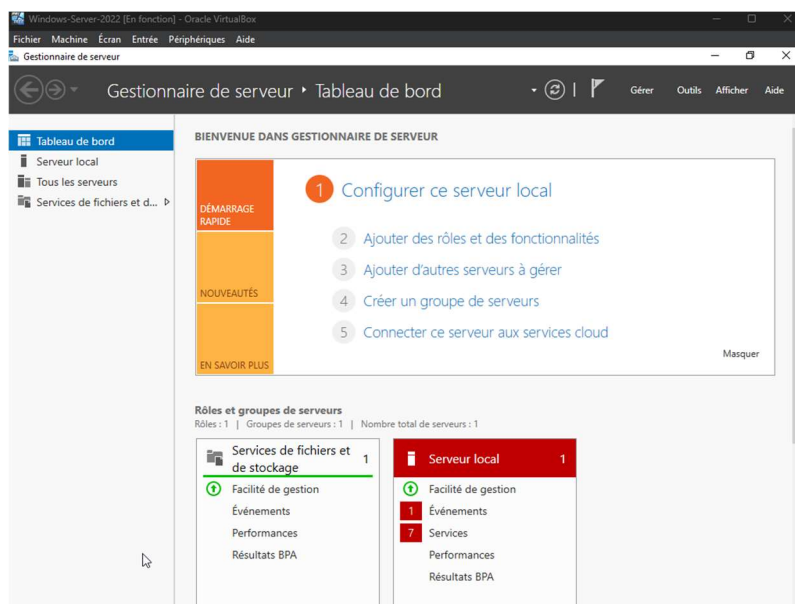 Windows-Server-2022 [En fonction] - Oracle VirtualBox
Fichier Machine Écran Entrée Périphériques Aide
Gestionnaire de serveur
Gestionnaire de serveur ‣ Tableau de bord
Gérer Outils Afficher Aide
Tableau de bord
Serveur local
Tous les serveurs
Services de fichiers et d...
BIENVENUE DANS GESTIONNAIRE DE SERVEUR
DÉMARRAGE
RAPIDE
NOUVEAUTÉS
EN SAVOIR PLUS
1 Configurer ce serveur local
2 Ajouter des rôles et des fonctionnalités
3 Ajouter d'autres serveurs à gérer
4 Créer un groupe de serveurs
5 Connecter ce serveur aux services cloud
Masquer
Rôles et groupes de serveurs
Rôles : 1 | Groupes de serveurs : 1 | Nombre total de serveurs : 1
Services de fichiers et
de stockage
1
Facilité de gestion
Événements
Performances
Résultats BPA
Serveur local 1
Facilité de gestion
1 Événements
7 Services
Performances
Résultats BPA